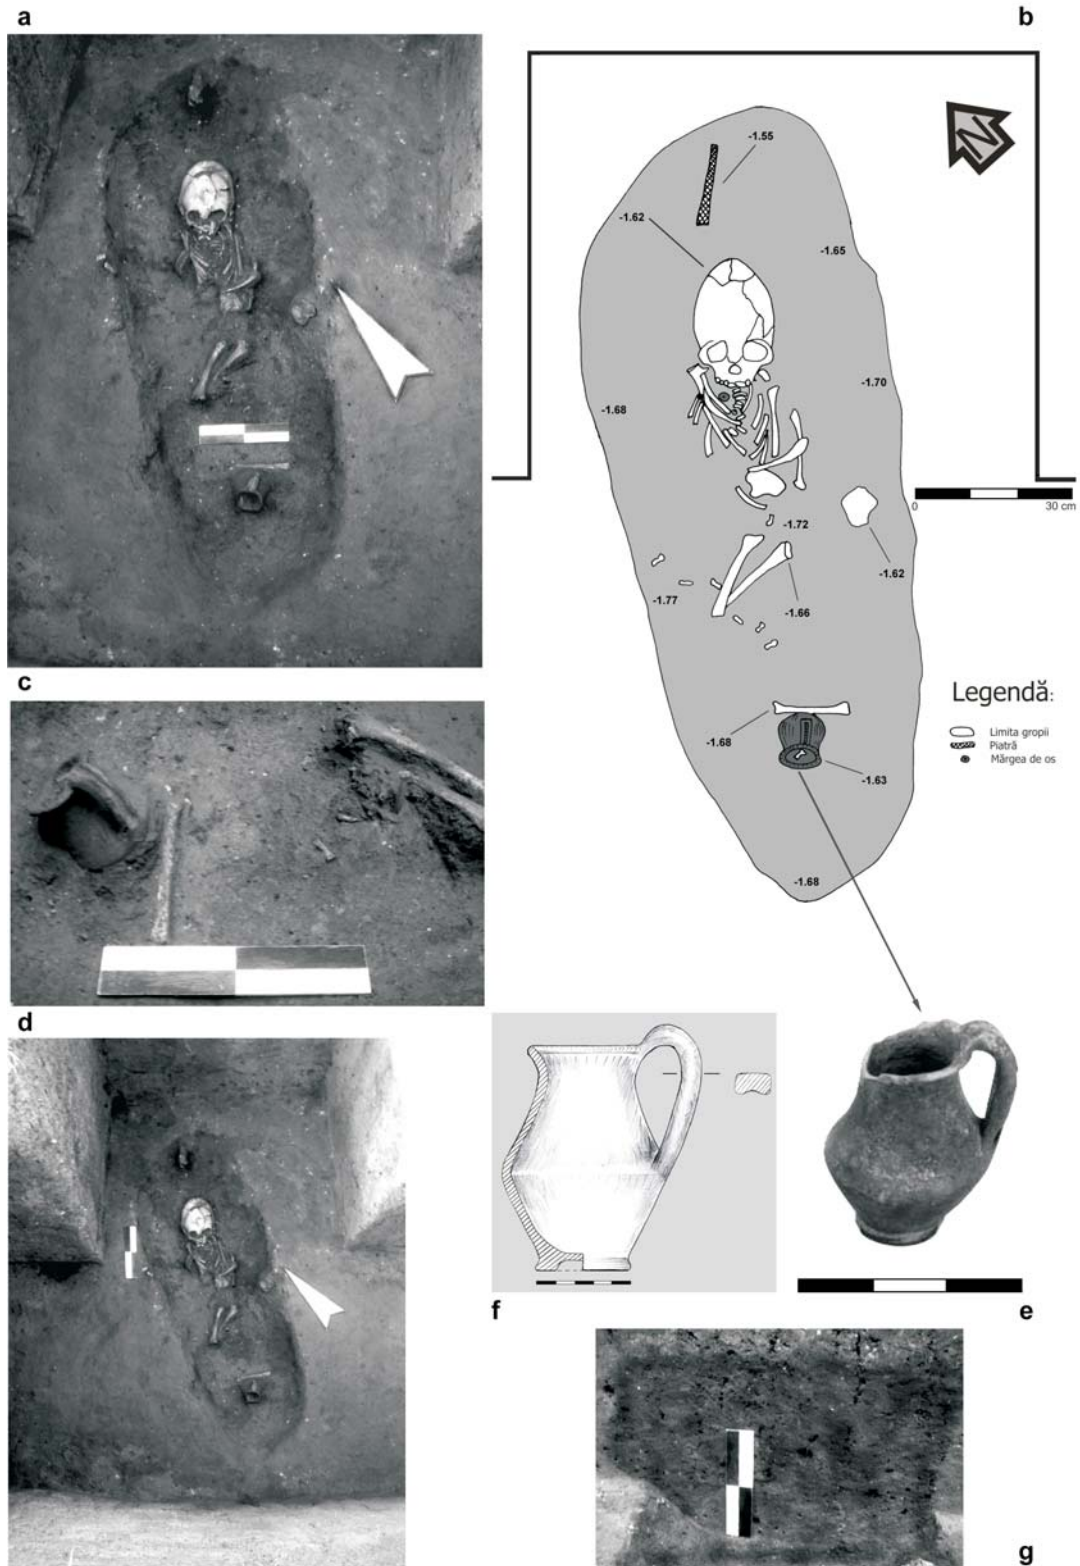 a
b
N
-1.55
-1.62
-1.65
-1.70
-1.68
0 30 cm
-1.72
-1.62
-1.77
-1.66
Legendă:
Limita gropii
Piatră
Mărgea de os
-1.68
-1.63
-1.68
c
d
f
e
g